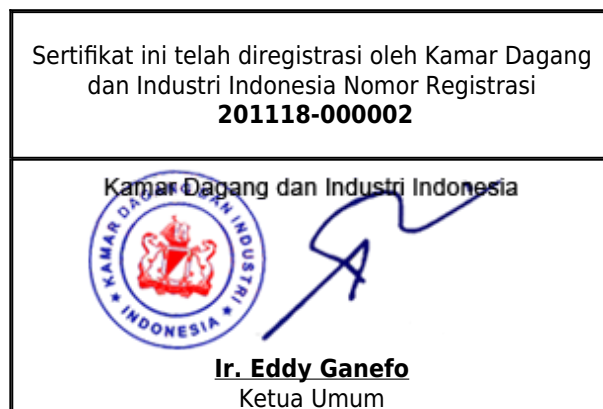 Sertifikat ini telah diregistrasi oleh Kamar Dagang
dan Industri Indonesia Nomor Registrasi
201118-000002
Kamar Dagang dan Industri Indonesia
KAMAR DAGANG DAN INDUSTRI
INDONESIA
Ir. Eddy Ganefo
Ketua Umum